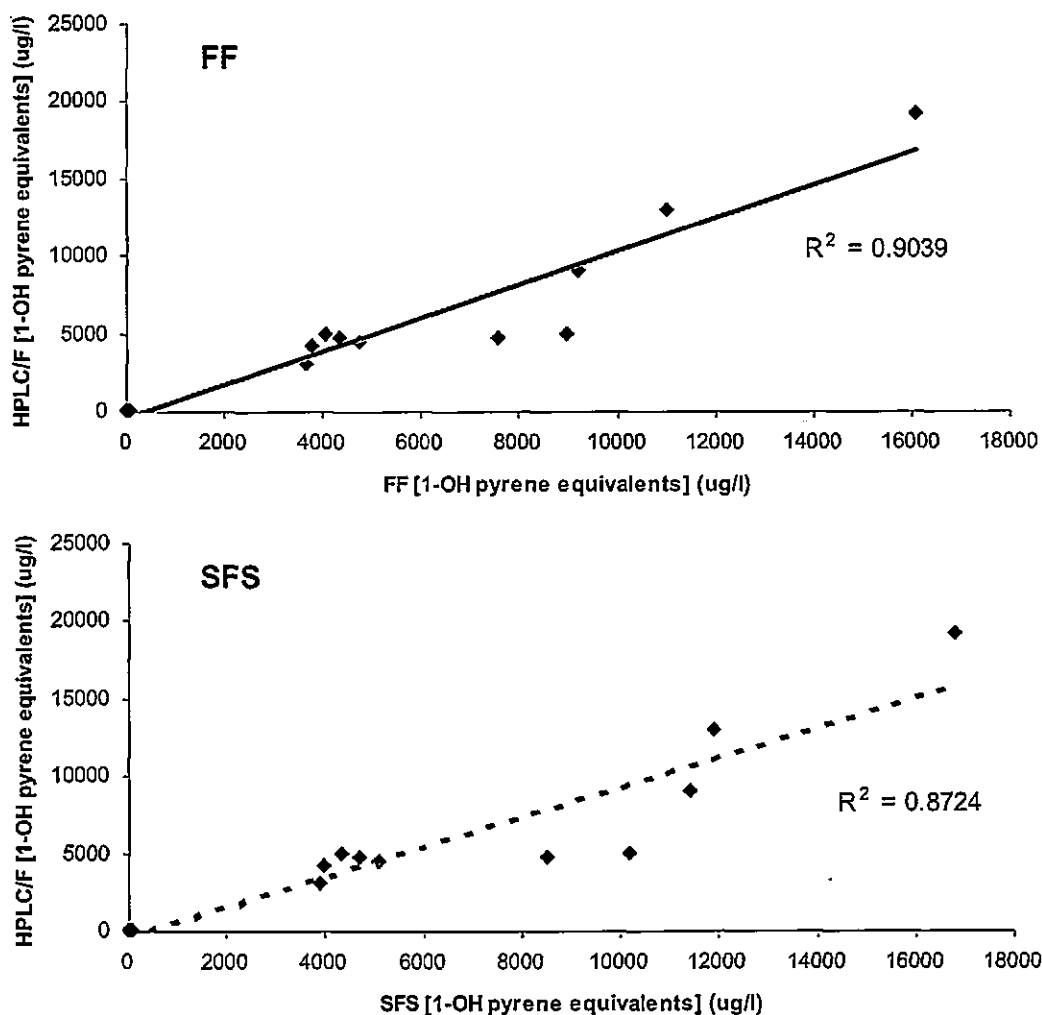 25000
FF
20000
15000
10000
5000
0
R² = 0.9039
HPLC/F [1-OH pyrene equivalents] (ug/l)
0 2000 4000 6000 8000 10000 12000 14000 16000 18000
FF [1-OH pyrene equivalents] (ug/l)
25000
SFS
20000
15000
10000
5000
0
R² = 0.8724
HPLC/F [1-OH pyrene equivalents] (ug/l)
0 2000 4000 6000 8000 10000 12000 14000 16000 18000
SFS [1-OH pyrene equivalents] (ug/l)